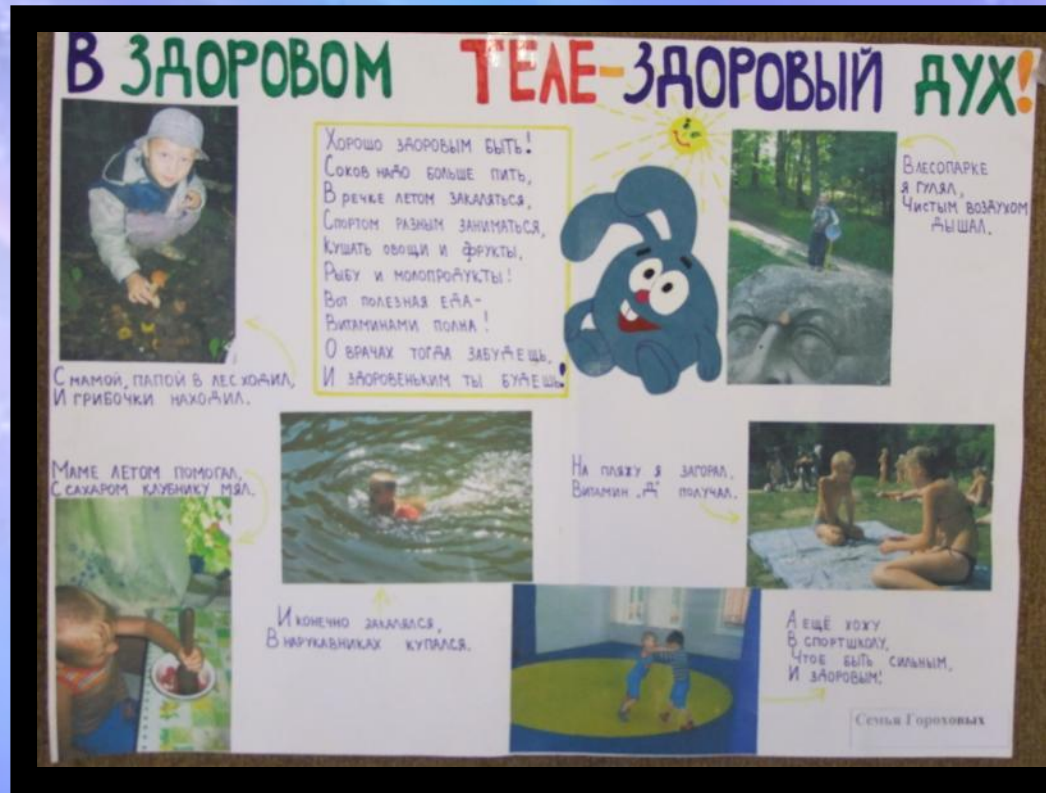 В ЗДОРОВОМ ТЕЛЕ-ЗДОРОВЫЙ ДУХ!
ХОРОШО ЗДОРОВЫМ БЫТЬ!
СОКОВ НАДО БОЛЬШЕ ПИТЬ,
В РЕЧКЕ ЛЕТОМ ЗАКАЛЯТЬСЯ,
СПОРТОМ РАЗНЫМ ЗАНИМАТЬСЯ,
КУШАТЬ ОВОЩИ И ФРУКТЫ,
РЫБУ И МОЛОПРОДУКТЫ!
ВОТ ПОЛЕЗНАЯ ЕДА-
ВИТАМИНАМИ ПОЛНА!
О ВРАЧАХ ТОГДА ЗАБУДЕШЬ,
И ЗДОРОВЕНЬКИМ ТЫ БУДЕШЬ!
В ЛЕСОПАРКЕ
Я ГУЛЯЛ,
ЧИСТЫМ ВОЗДУХОМ
ДЫШАЛ.
С МАМОЙ, ПАПОЙ В ЛЕС ХОДИЛ,
И ГРИБОЧКИ НАХОДИЛ.
МАМЕ ЛЕТОМ ПОМОГАЛ,
С САХАРОМ КЛУБНИКУ МЯЛ.
НА ПЛЯЖУ Я ЗАГОРАЛ,
ВИТАМИН „Д" ПОЛУЧАЛ.
И КОНЕЧНО ЗАКАЛЯЛСЯ,
В НАРУКАВНИКАХ КУПАЛСЯ.
А ЕЩЁ ХОЖУ
В СПОРТШКОЛУ,
ЧТОБ БЫТЬ СИЛЬНЫМ,
И ЗДОРОВЫМ!
Семья Гороховых